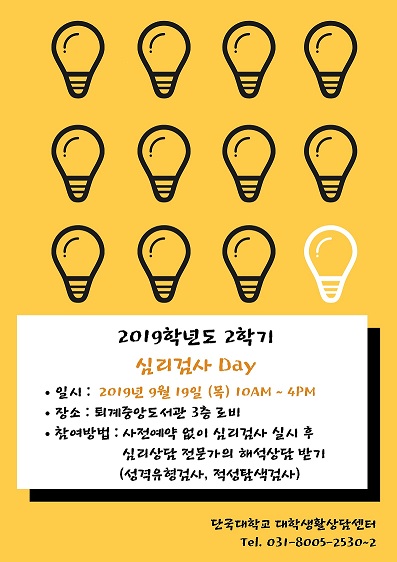 2019학년도 2학기
심리검사 Day
• 일시 : 2019년 9월 19일 (목) 10AM ~ 4PM
• 장소 : 퇴계중앙도서관 3층 로비
• 참여방법 : 사전예약 없이 심리검사 실시 후
심리상담 전문가의 해석상담 받기
(성격유형검사, 적성탐색검사)
단국대학교 대학생활상담센터
Tel. 031-8005-2530~2